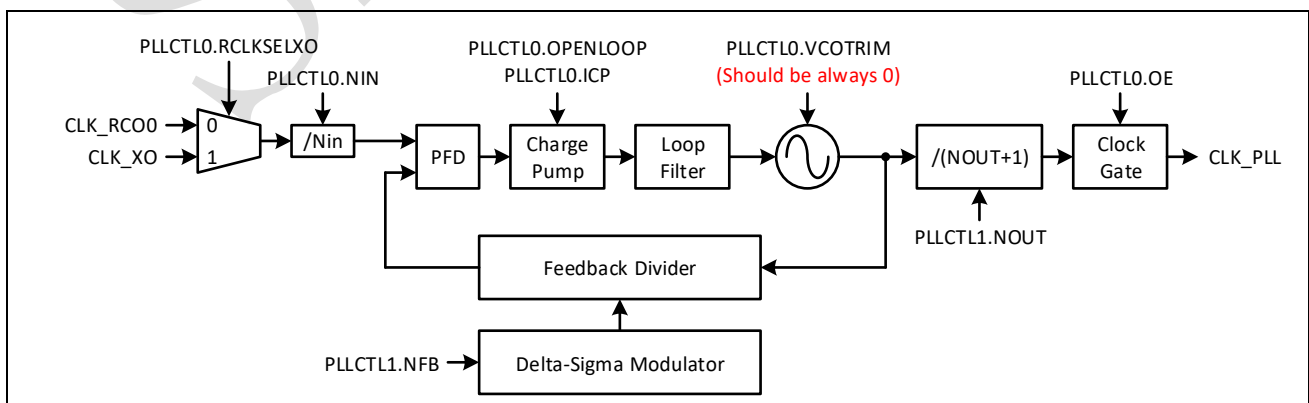 PLLCTL0.RCLKSELXO
PLLCTL0.NIN
PLLCTL0.OPENLOOP
PLLCTL0.ICP
PLLCTL0.VCOTRIM
(Should be always 0)
PLLCTL0.OE
CLK_RCO0
CLK_XO
0
1
/Nin
PFD
Charge
Pump
Loop
Filter
/(NOUT+1)
Clock
Gate
CLK_PLL
PLLCTL1.NOUT
Feedback Divider
PLLCTL1.NFB
Delta-Sigma Modulator